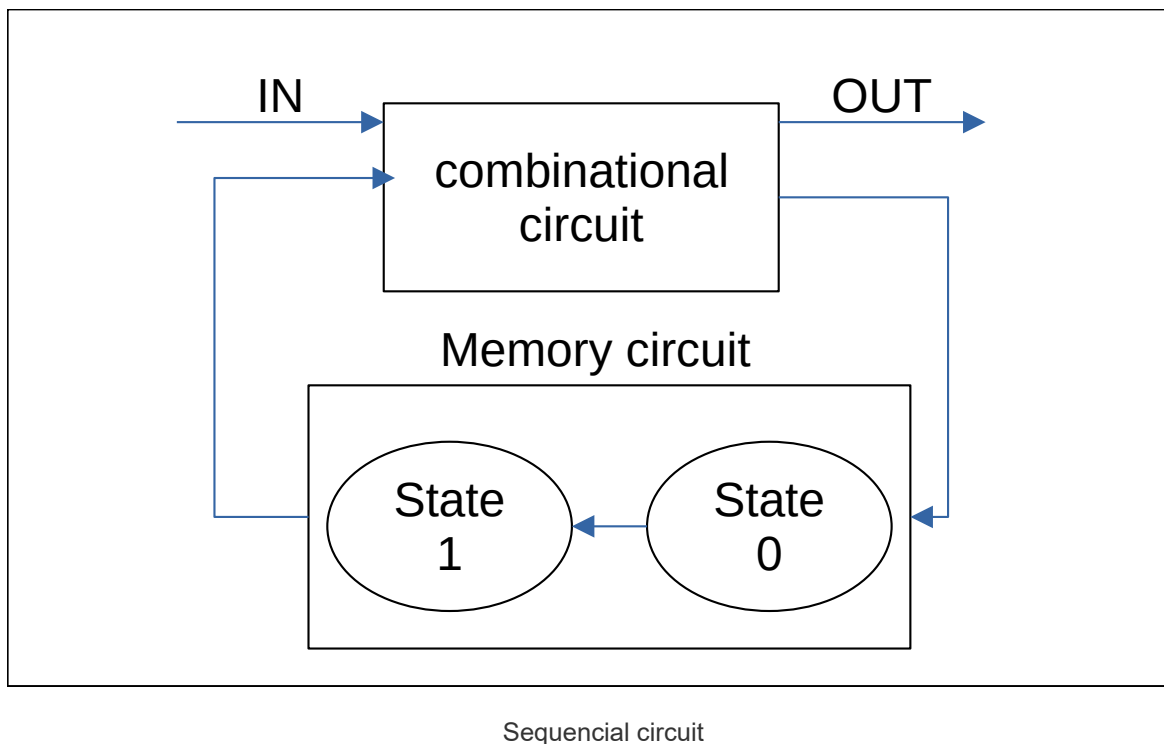 IN
OUT
combinational
circuit
Memory circuit
State
1
State
0
Sequencial circuit